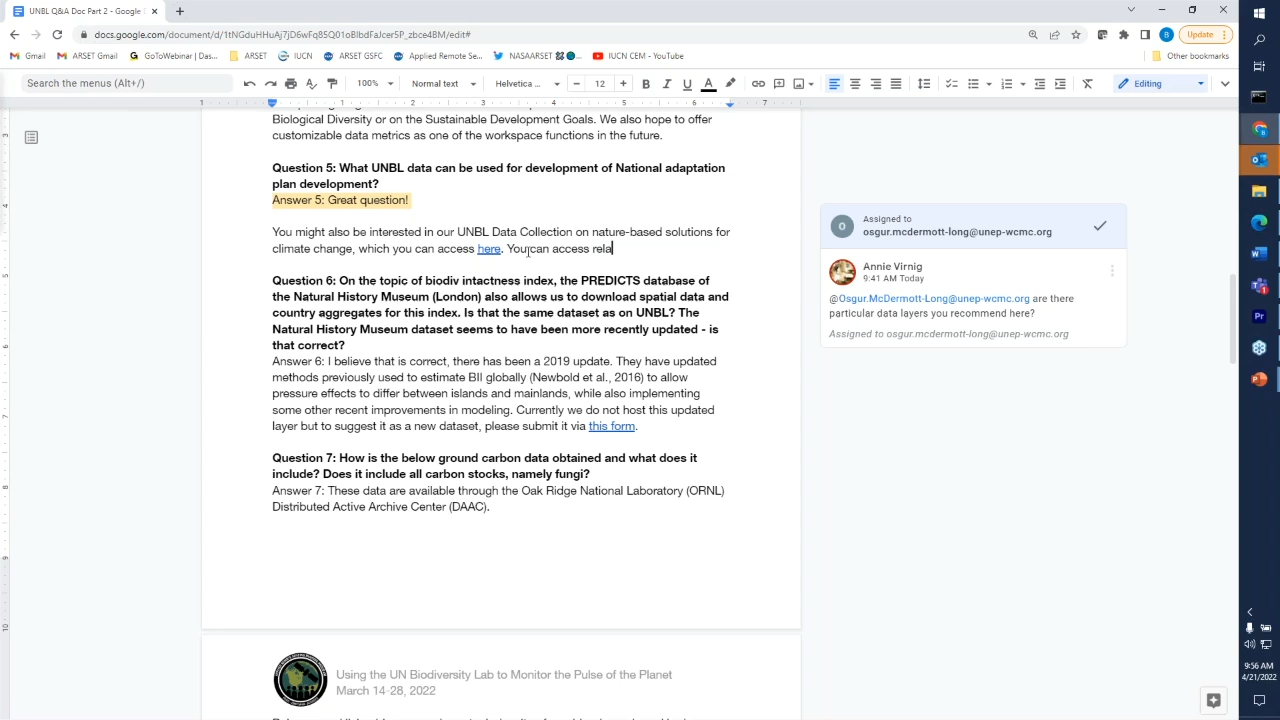 UNBL Q&A Doc Part 2 - Google
docs.google.com/document/d/1tNGduHHuAj7jD6wFq85Q01oBlbdFaJcer5P_zbce48M/edit#
Update
Gmail
ARSET Gmail
GoToWebinar | Das...
ARSET
IUCN
ARSET GSFC
Applied Remote Se...
NASAARSET
IUCN CEM - YouTube
Other bookmarks
Search the menus (Alt+/)
100%
Normal text
Helvetica ...
12
Editing
1 1 2 3 4 5 6 7
Biological Diversity or on the Sustainable Development Goals. We also hope to offer
customizable data metrics as one of the workspace functions in the future.
Question 5: What UNBL data can be used for development of National adaptation
plan development?
Answer 5: Great question!
You might also be interested in our UNBL Data Collection on nature-based solutions for
climate change, which you can access here. You can access rela
Question 6: On the topic of biodiv intactness index, the PREDICTS database of
the Natural History Museum (London) also allows us to download spatial data and
country aggregates for this index. Is that the same dataset as on UNBL? The
Natural History Museum dataset seems to have been more recently updated - is
that correct?
Answer 6: I believe that is correct, there has been a 2019 update. They have updated
methods previously used to estimate BII globally (Newbold et al., 2016) to allow
pressure effects to differ between islands and mainlands, while also implementing
some other recent improvements in modeling. Currently we do not host this updated
layer but to suggest it as a new dataset, please submit it via this form.
Question 7: How is the below ground carbon data obtained and what does it
include? Does it include all carbon stocks, namely fungi?
Answer 7: These data are available through the Oak Ridge National Laboratory (ORNL)
Distributed Active Archive Center (DAAC).
Using the UN Biodiversity Lab to Monitor the Pulse of the Planet
March 14-28, 2022
O
Assigned to
osgur.mcdermott-long@unep-wcmc.org
Annie Virnig
9:41 AM Today
@Osgur.McDermott-Long@unep-wcmc.org are there
particular data layers you recommend here?
Assigned to osgur.mcdermott-long@unep-wcmc.org
9:56 AM
4/21/2022